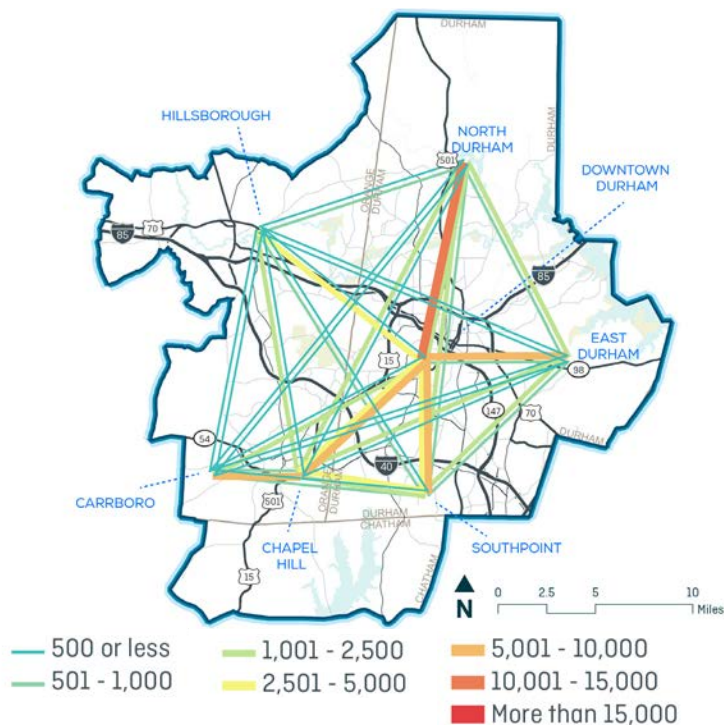 DURHAM
HILLSBOROUGH
NORTH
DURHAM
501
DURHAM
DOWNTOWN
DURHAM
ORANGE
DURHAM
70
85
85
EAST
DURHAM
15
98
147
70
DURHAM
54
40
CARRBORO
501
ORANGE
DURHAM
DURHAM
CHATHAM
CHAPEL
HILL
SOUTHPOINT
15
CHATHAM
N
0 2.5 5 10
Miles
500 or less
501 - 1,000
1,001 - 2,500
2,501 - 5,000
5,001 - 10,000
10,001 - 15,000
More than 15,000